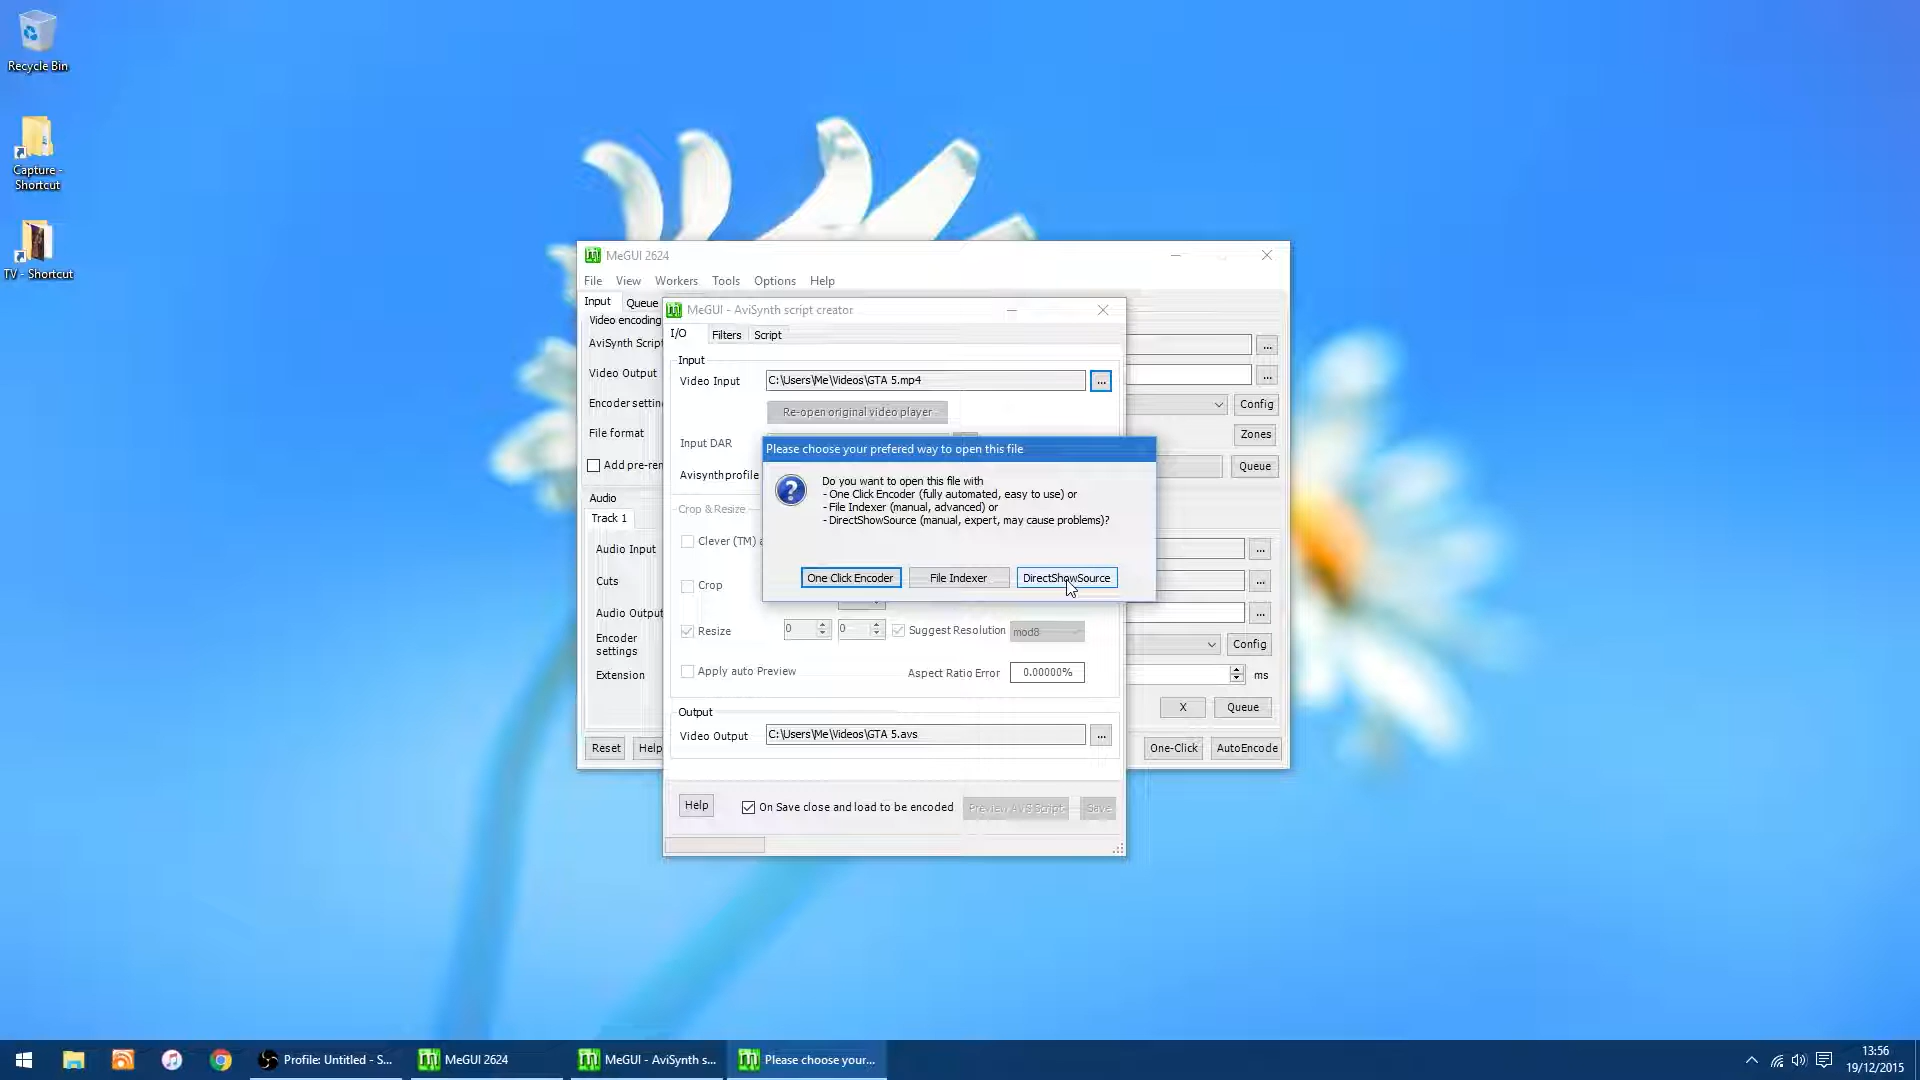 Recycle Bin
Capture -
Shortcut
TV - Shortcut
MeGUI 2624
File View Workers Tools Options Help
Input Queue
Video encoding
AviSynth Script
...
Video Output
...
Encoder settin
Config
File format
Zones
Add pre-ren
Queue
Audio
Track 1
Audio Input
...
Cuts
...
Audio Output
...
Encoder
settings
Config
Extension
ms
X Queue
Reset Help
One-Click AutoEncode
MeGUI - AviSynth script creator
I/O Filters Script
Input
Video Input C:\Users\Me\Videos\GTA 5.mp4 ...
Re-open original video player
Input DAR
Avisynthprofile
Crop & Resize
Clever (TM) a
Crop
Resize 0 0 Suggest Resolution mod8
Apply auto Preview Aspect Ratio Error 0.00000%
Output
Video Output C:\Users\Me\Videos\GTA 5.avs ...
Help On Save close and load to be encoded Preview AVS Script Save
Please choose your prefered way to open this file
Do you want to open this file with
- One Click Encoder (fully automated, easy to use) or
- File Indexer (manual, advanced) or
- DirectShowSource (manual, expert, may cause problems)?
One Click Encoder File Indexer DirectShowSource
Profile: Untitled - S... MeGUI 2624 MeGUI - AviSynth s... Please choose your...
13:56
19/12/2015